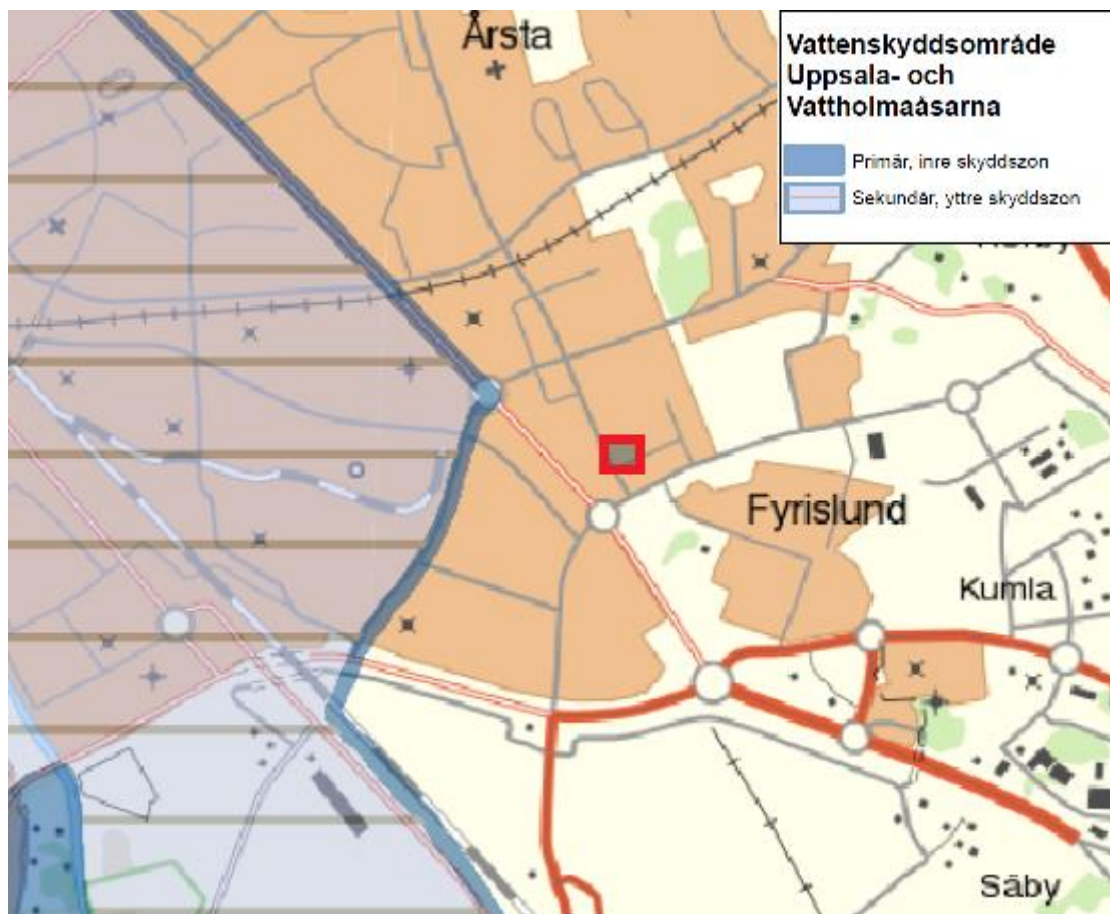 Årsta
Vattenskyddsområde
Uppsala- och
Vattholmaåsarna
Primär, inre skyddszon
Sekundär, yttre skyddszon
Fyrislund
Kumla
Säby